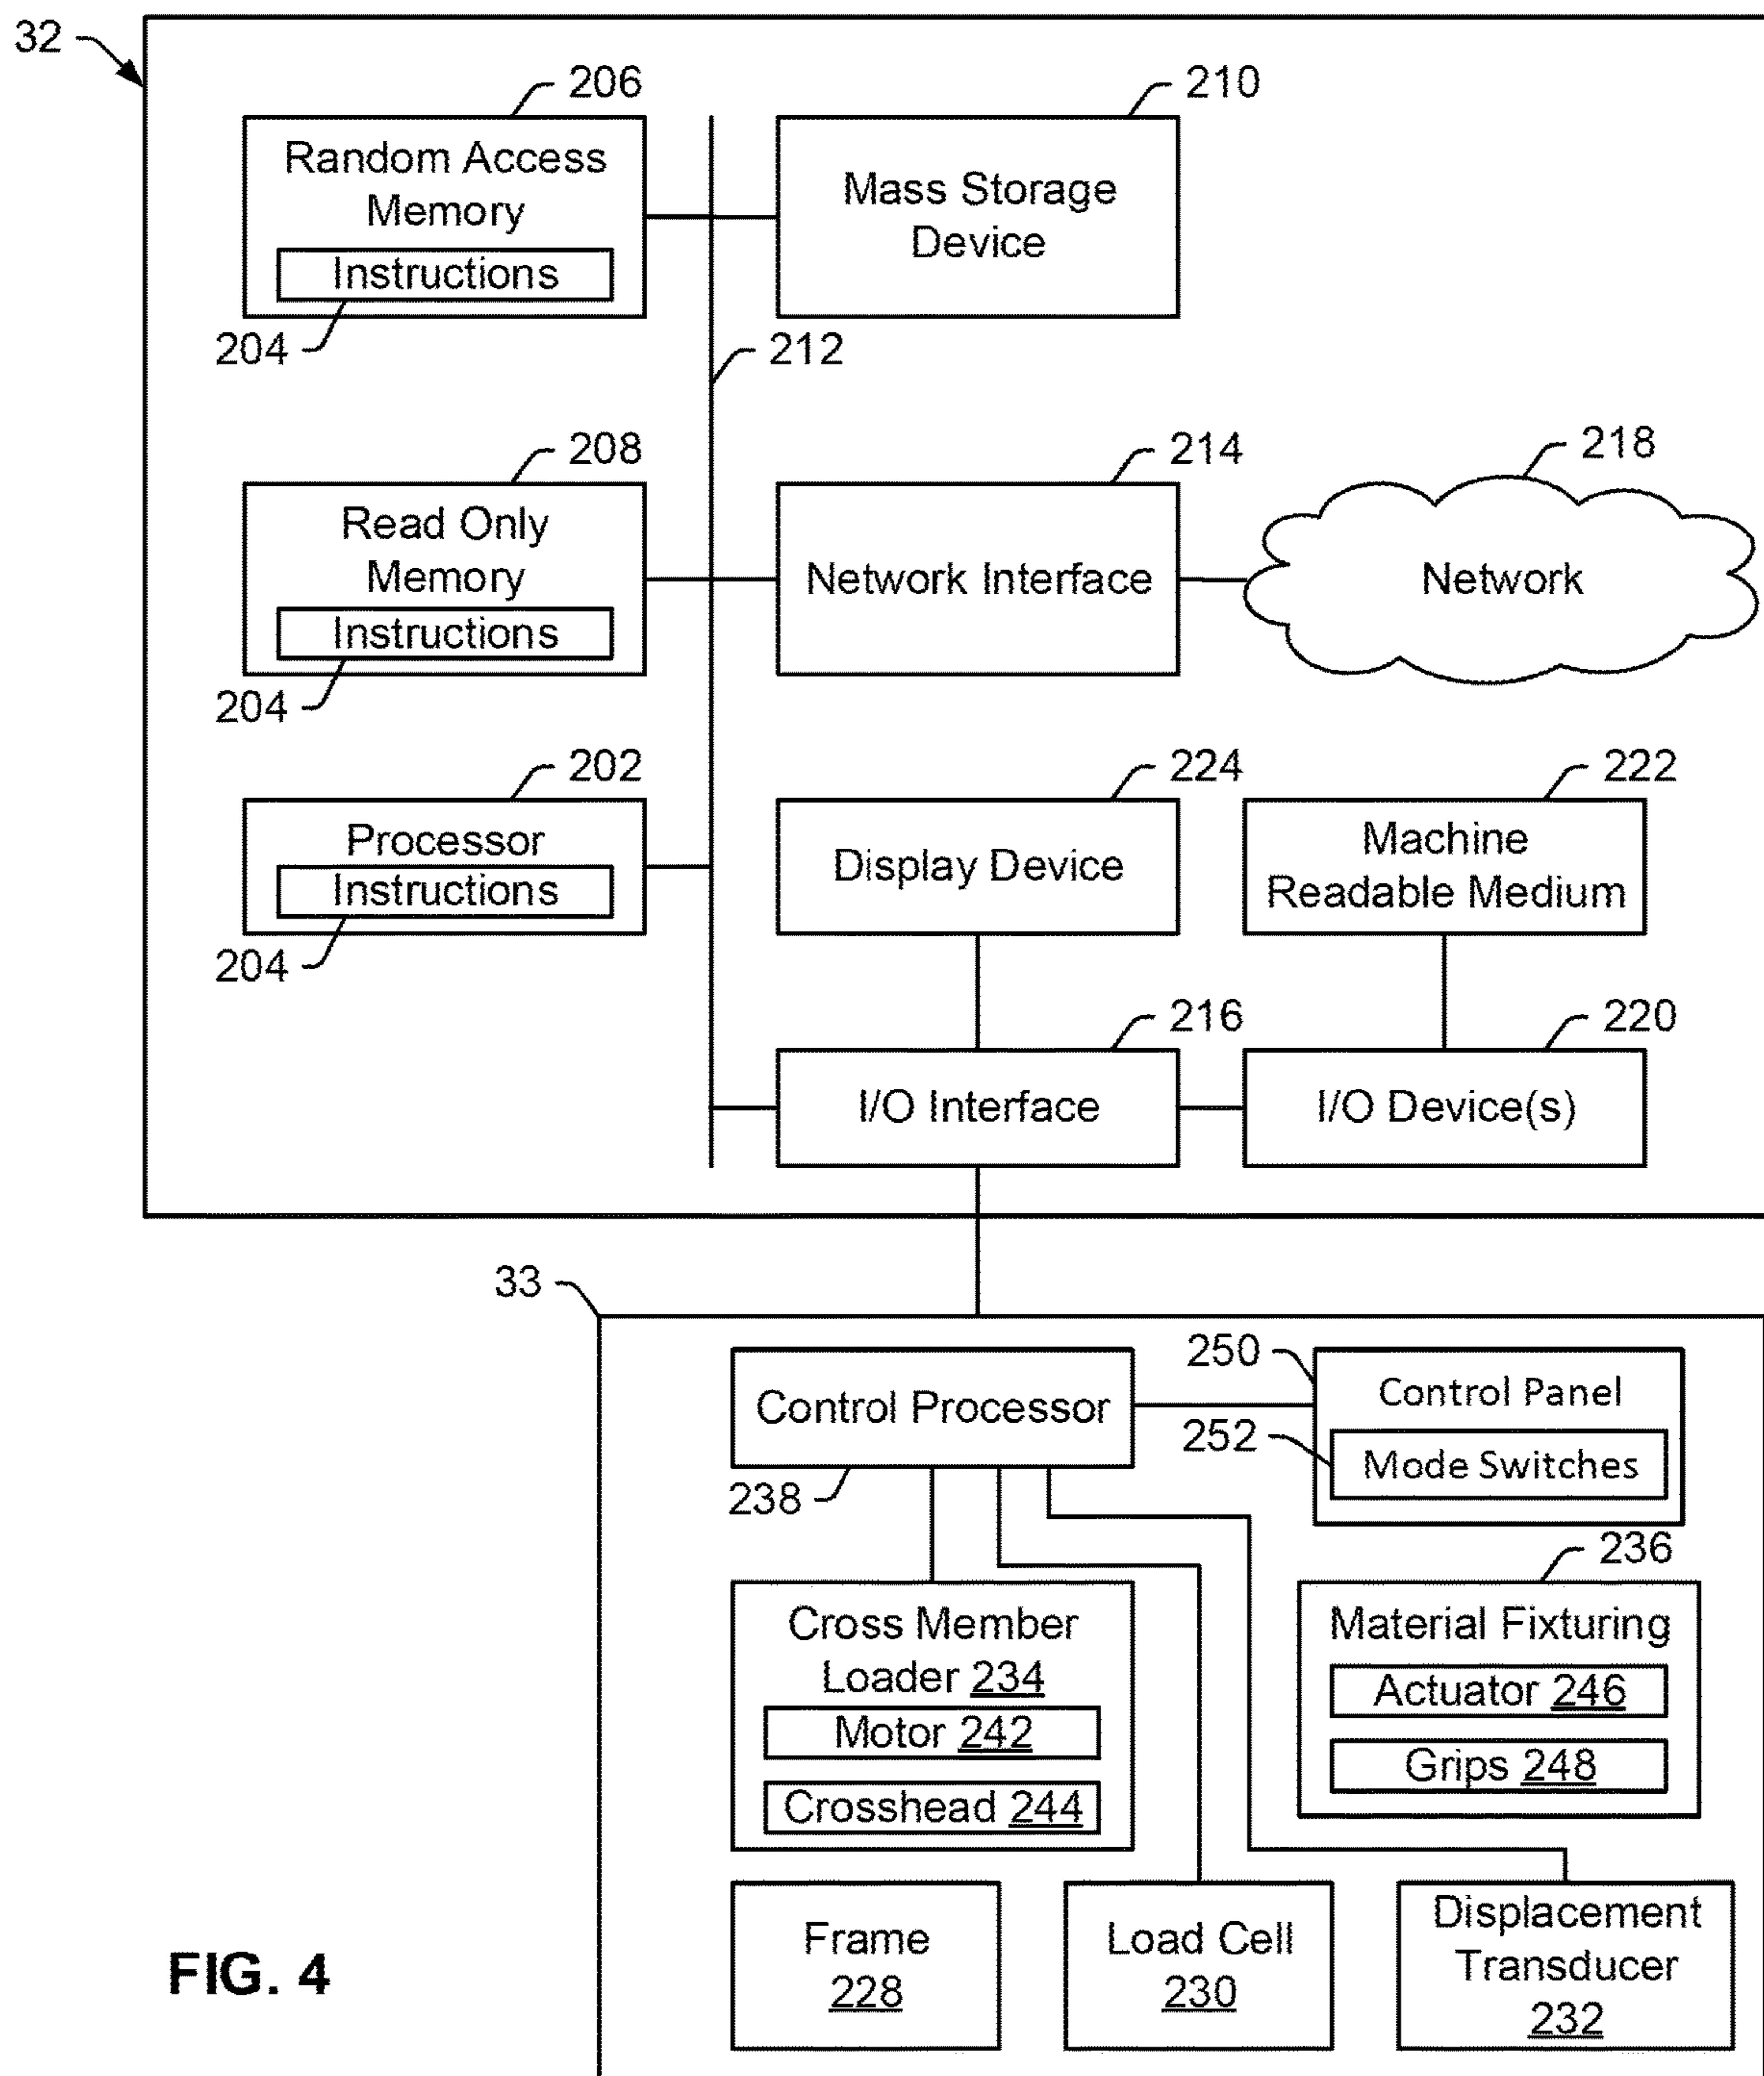 32
206
210
Random Access
Memory
Instructions
Mass Storage
Device
204
212
208
214
218
Read Only
Memory
Instructions
Network Interface
Network
204
202
224
222
Processor
Instructions
Display Device
Machine
Readable Medium
204
216
220
I/O Interface
I/O Device(s)
33
250
Control Processor
Control Panel
252
Mode Switches
238
236
Cross Member
Loader 234
Motor 242
Crosshead 244
Material Fixturing
Actuator 246
Grips 248
Frame
228
Load Cell
230
Displacement
Transducer
232
FIG. 4